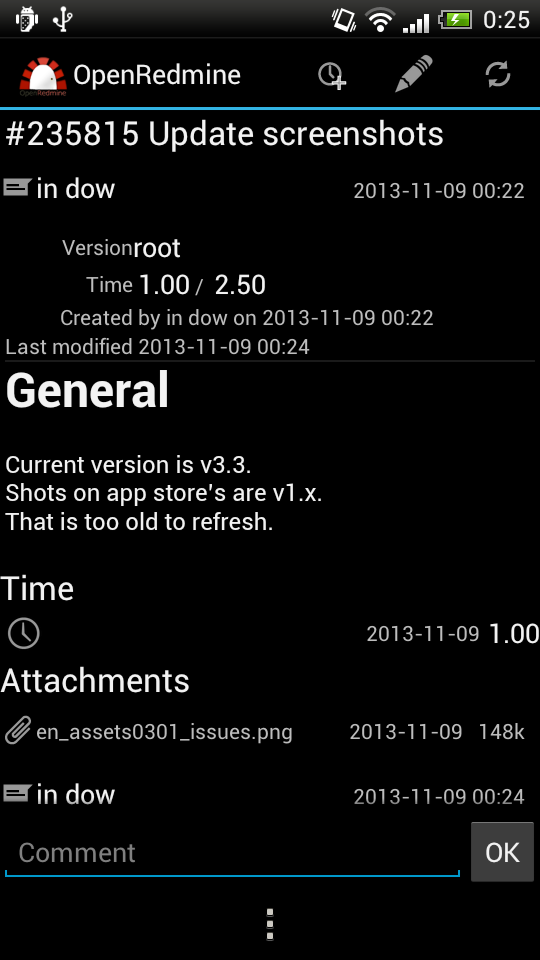 0:25
OpenRedmine
OpenRedmine
#235815 Update screenshots
in dow 2013-11-09 00:22
Version root
Time 1.00 / 2.50
Created by in dow on 2013-11-09 00:22
Last modified 2013-11-09 00:24
General
Current version is v3.3.
Shots on app store's are v1.x.
That is too old to refresh.
Time
2013-11-09 1.00
Attachments
en_assets0301_issues.png 2013-11-09 148k
in dow 2013-11-09 00:24
Comment OK